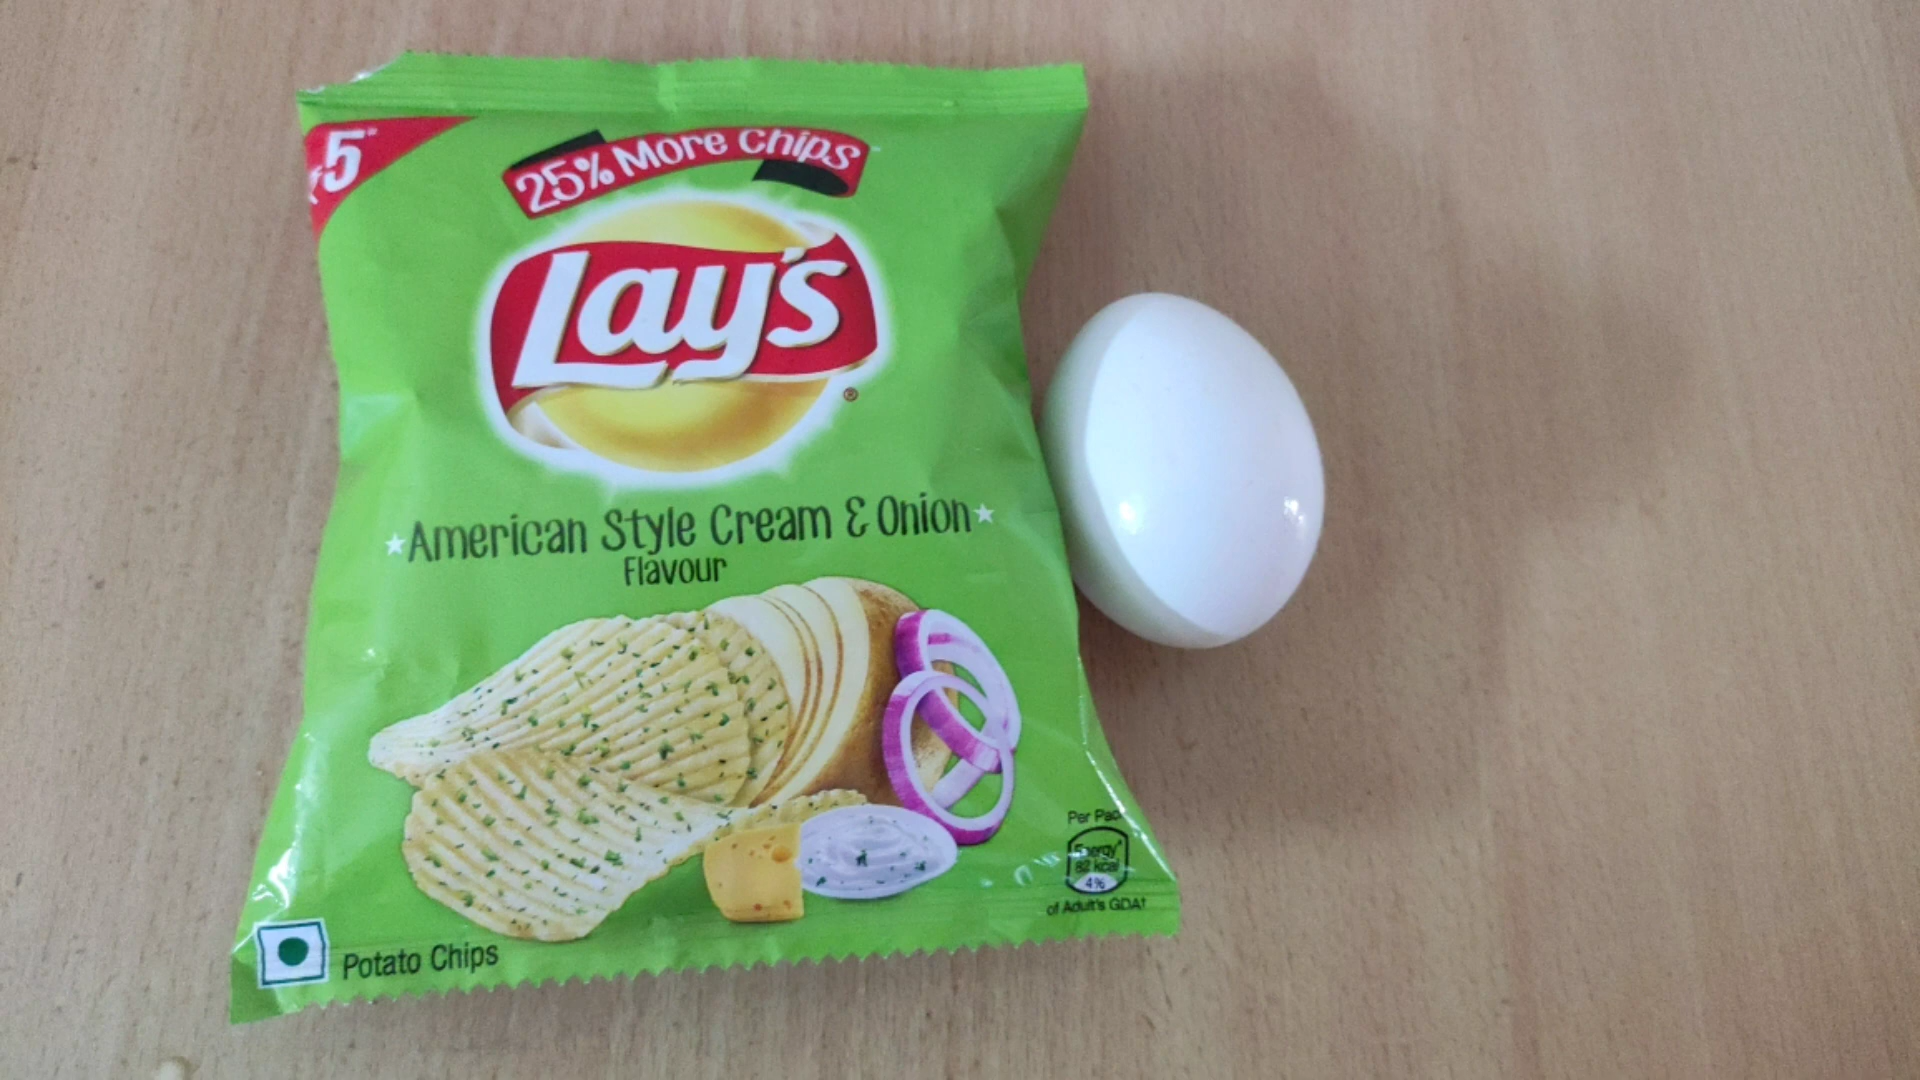 ₹5*
25% More Chips
Lay's
American Style Cream & Onion
Flavour
Per Pac
Energy*
82 kcal
4%
of Adult's GDA†
Potato Chips